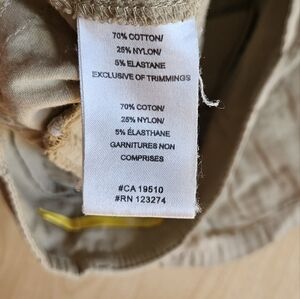 70% COTTON/
25% NYLON/
5% ELASTANE
EXCLUSIVE OF TRIMMINGS
70% COTON/
25% NYLON/
5% ÉLASTHANE
GARNITURES NON
COMPRISES
#CA 19510
#RN 123274